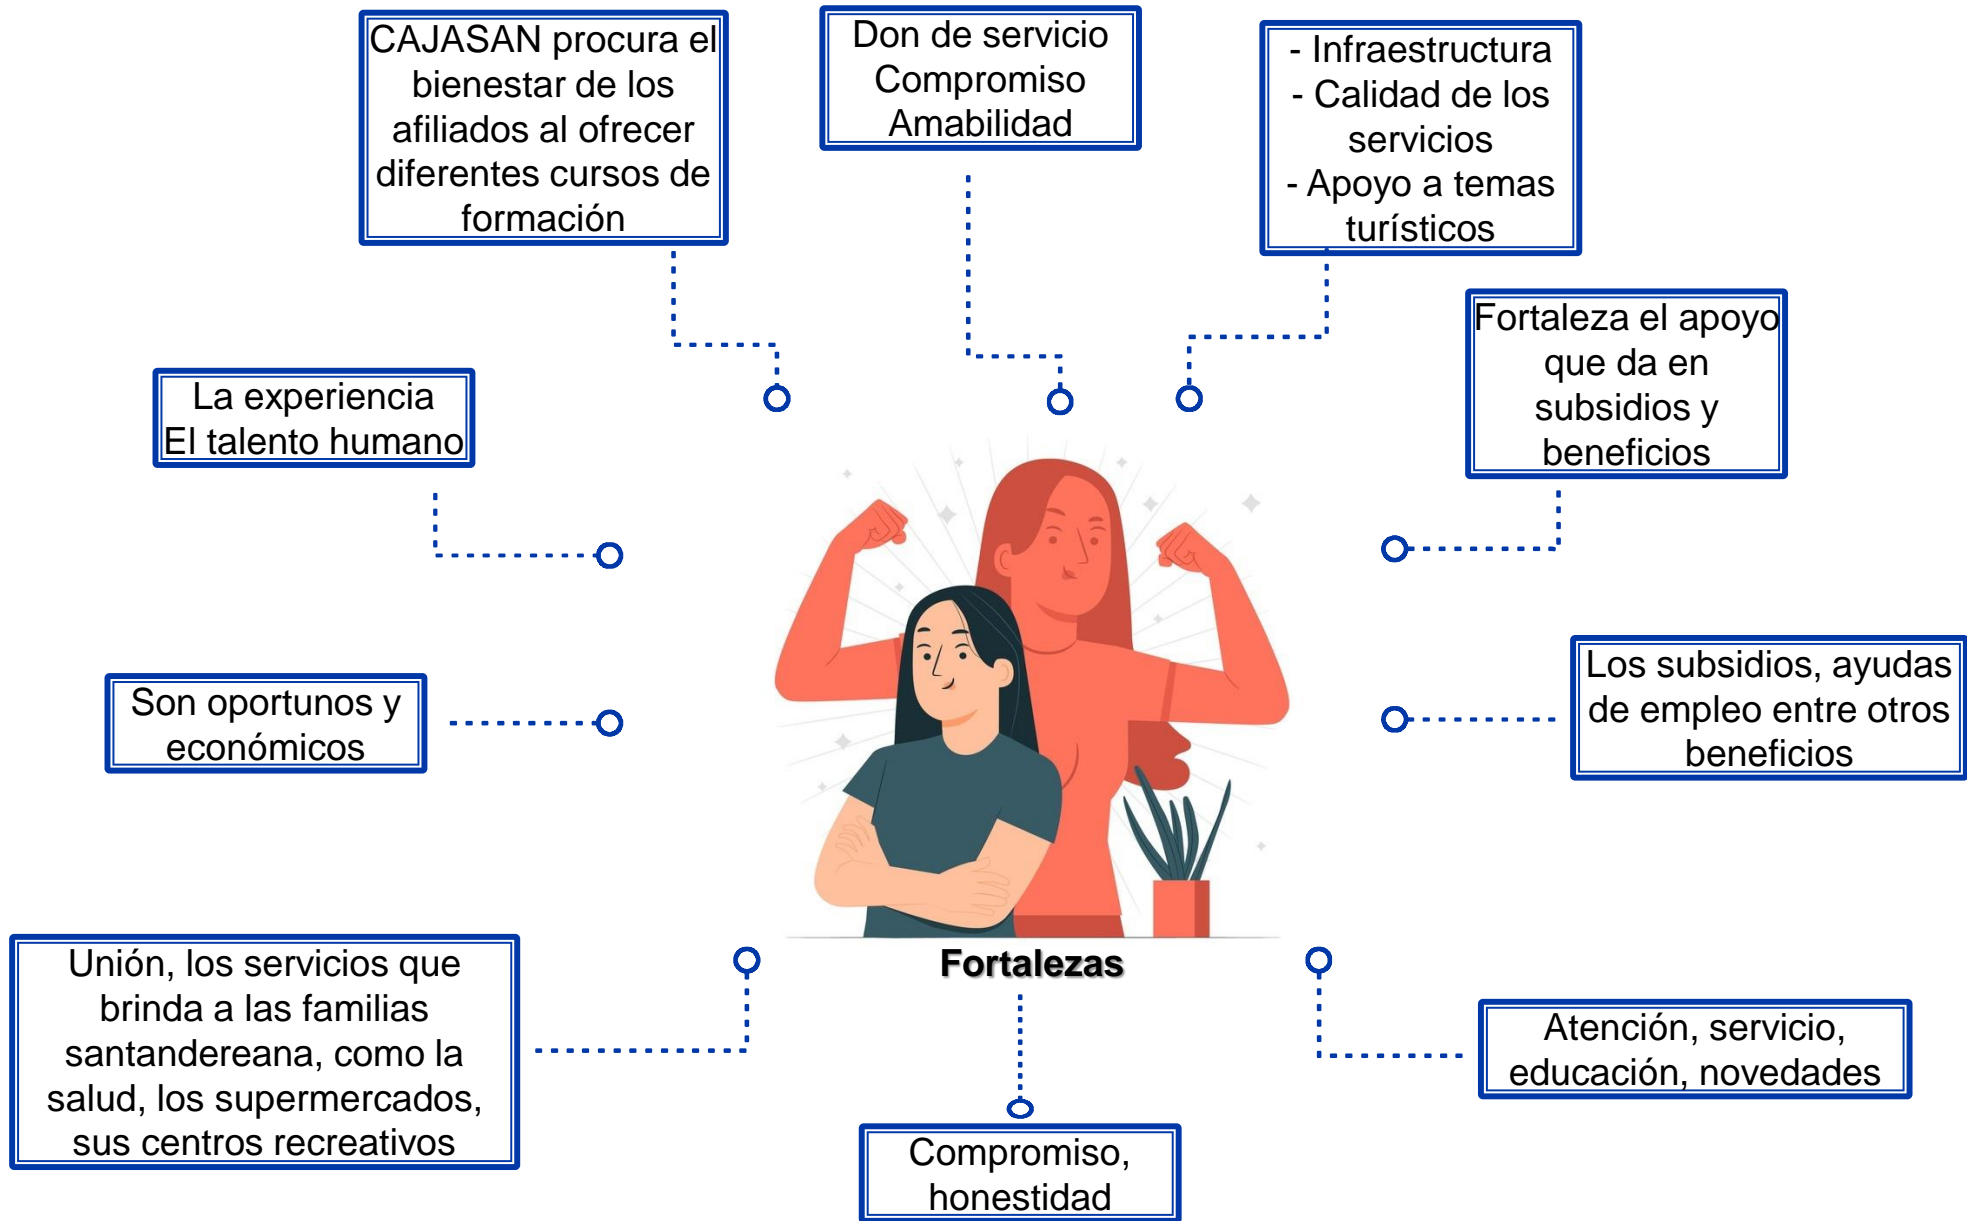 CAJASAN procura el
bienestar de los
afiliados al ofrecer
diferentes cursos de
formación
Don de servicio
Compromiso
Amabilidad
- Infraestructura
- Calidad de los
servicios
- Apoyo a temas
turísticos
Fortaleza el apoyo
que da en
subsidios y
beneficios
La experiencia
El talento humano
Son oportunos y
económicos
Los subsidios, ayudas
de empleo entre otros
beneficios
Unión, los servicios que
brinda a las familias
santandereana, como la
salud, los supermercados,
sus centros recreativos
Fortalezas
Atención, servicio,
educación, novedades
Compromiso,
honestidad